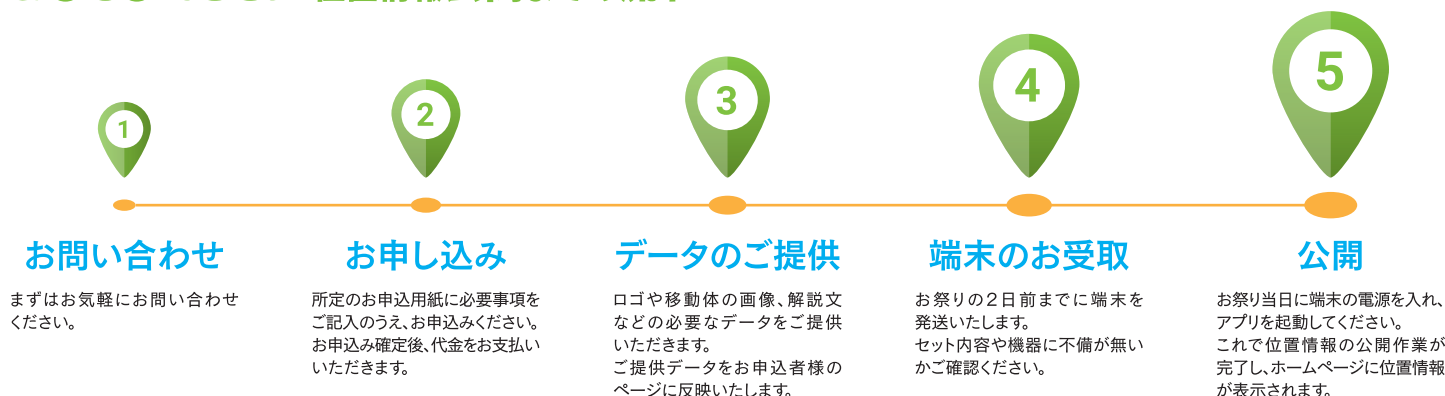 1
2
3
4
5
お問い合わせ
まずはお気軽にお問い合わせ
ください。
お申し込み
所定のお申込用紙に必要事項を
ご記入のうえ、お申込みください。
お申込み確定後、代金をお支払い
いただきます。
データのご提供
ロゴや移動体の画像、解説文
などの必要なデータをご提供
いただきます。
ご提供データをお申込者様の
ページに反映いたします。
端末のお受取
お祭りの2日前までに端末を
発送いたします。
セット内容や機器に不備が無い
かご確認ください。
公開
お祭り当日に端末の電源を入れ、
アプリを起動してください。
これで位置情報の公開作業が
完了し、ホームページに位置情報
が表示されます。